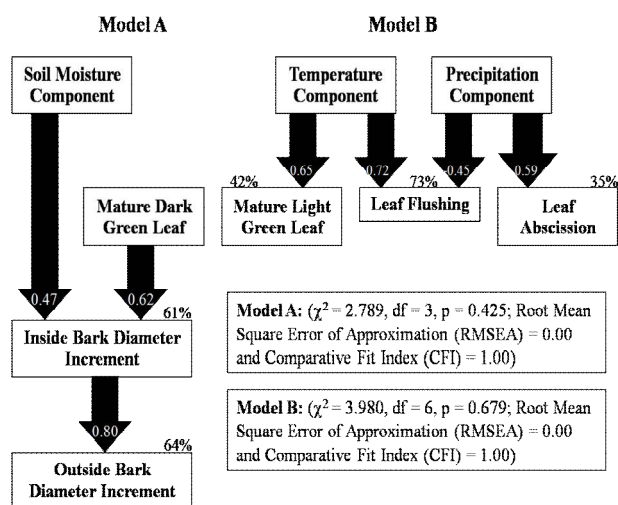 Model A
Model B
Soil Moisture
Component
Temperature
Component
Precipitation
Component
0.65
0.72
-0.45
0.59
42%
73%
35%
Mature Dark
Green Leaf
Mature Light
Green Leaf
Leaf Flushing
Leaf
Abscission
0.47
0.62
61%
Inside Bark Diameter
Increment
0.80
64%
Outside Bark
Diameter Increment
Model A: (χ² = 2.789, df = 3, p = 0.425; Root Mean
Square Error of Approximation (RMSEA) = 0.00
and Comparative Fit Index (CFI) = 1.00)
Model B: (χ² = 3.980, df = 6, p = 0.679; Root Mean
Square Error of Approximation (RMSEA) = 0.00
and Comparative Fit Index (CFI) = 1.00)